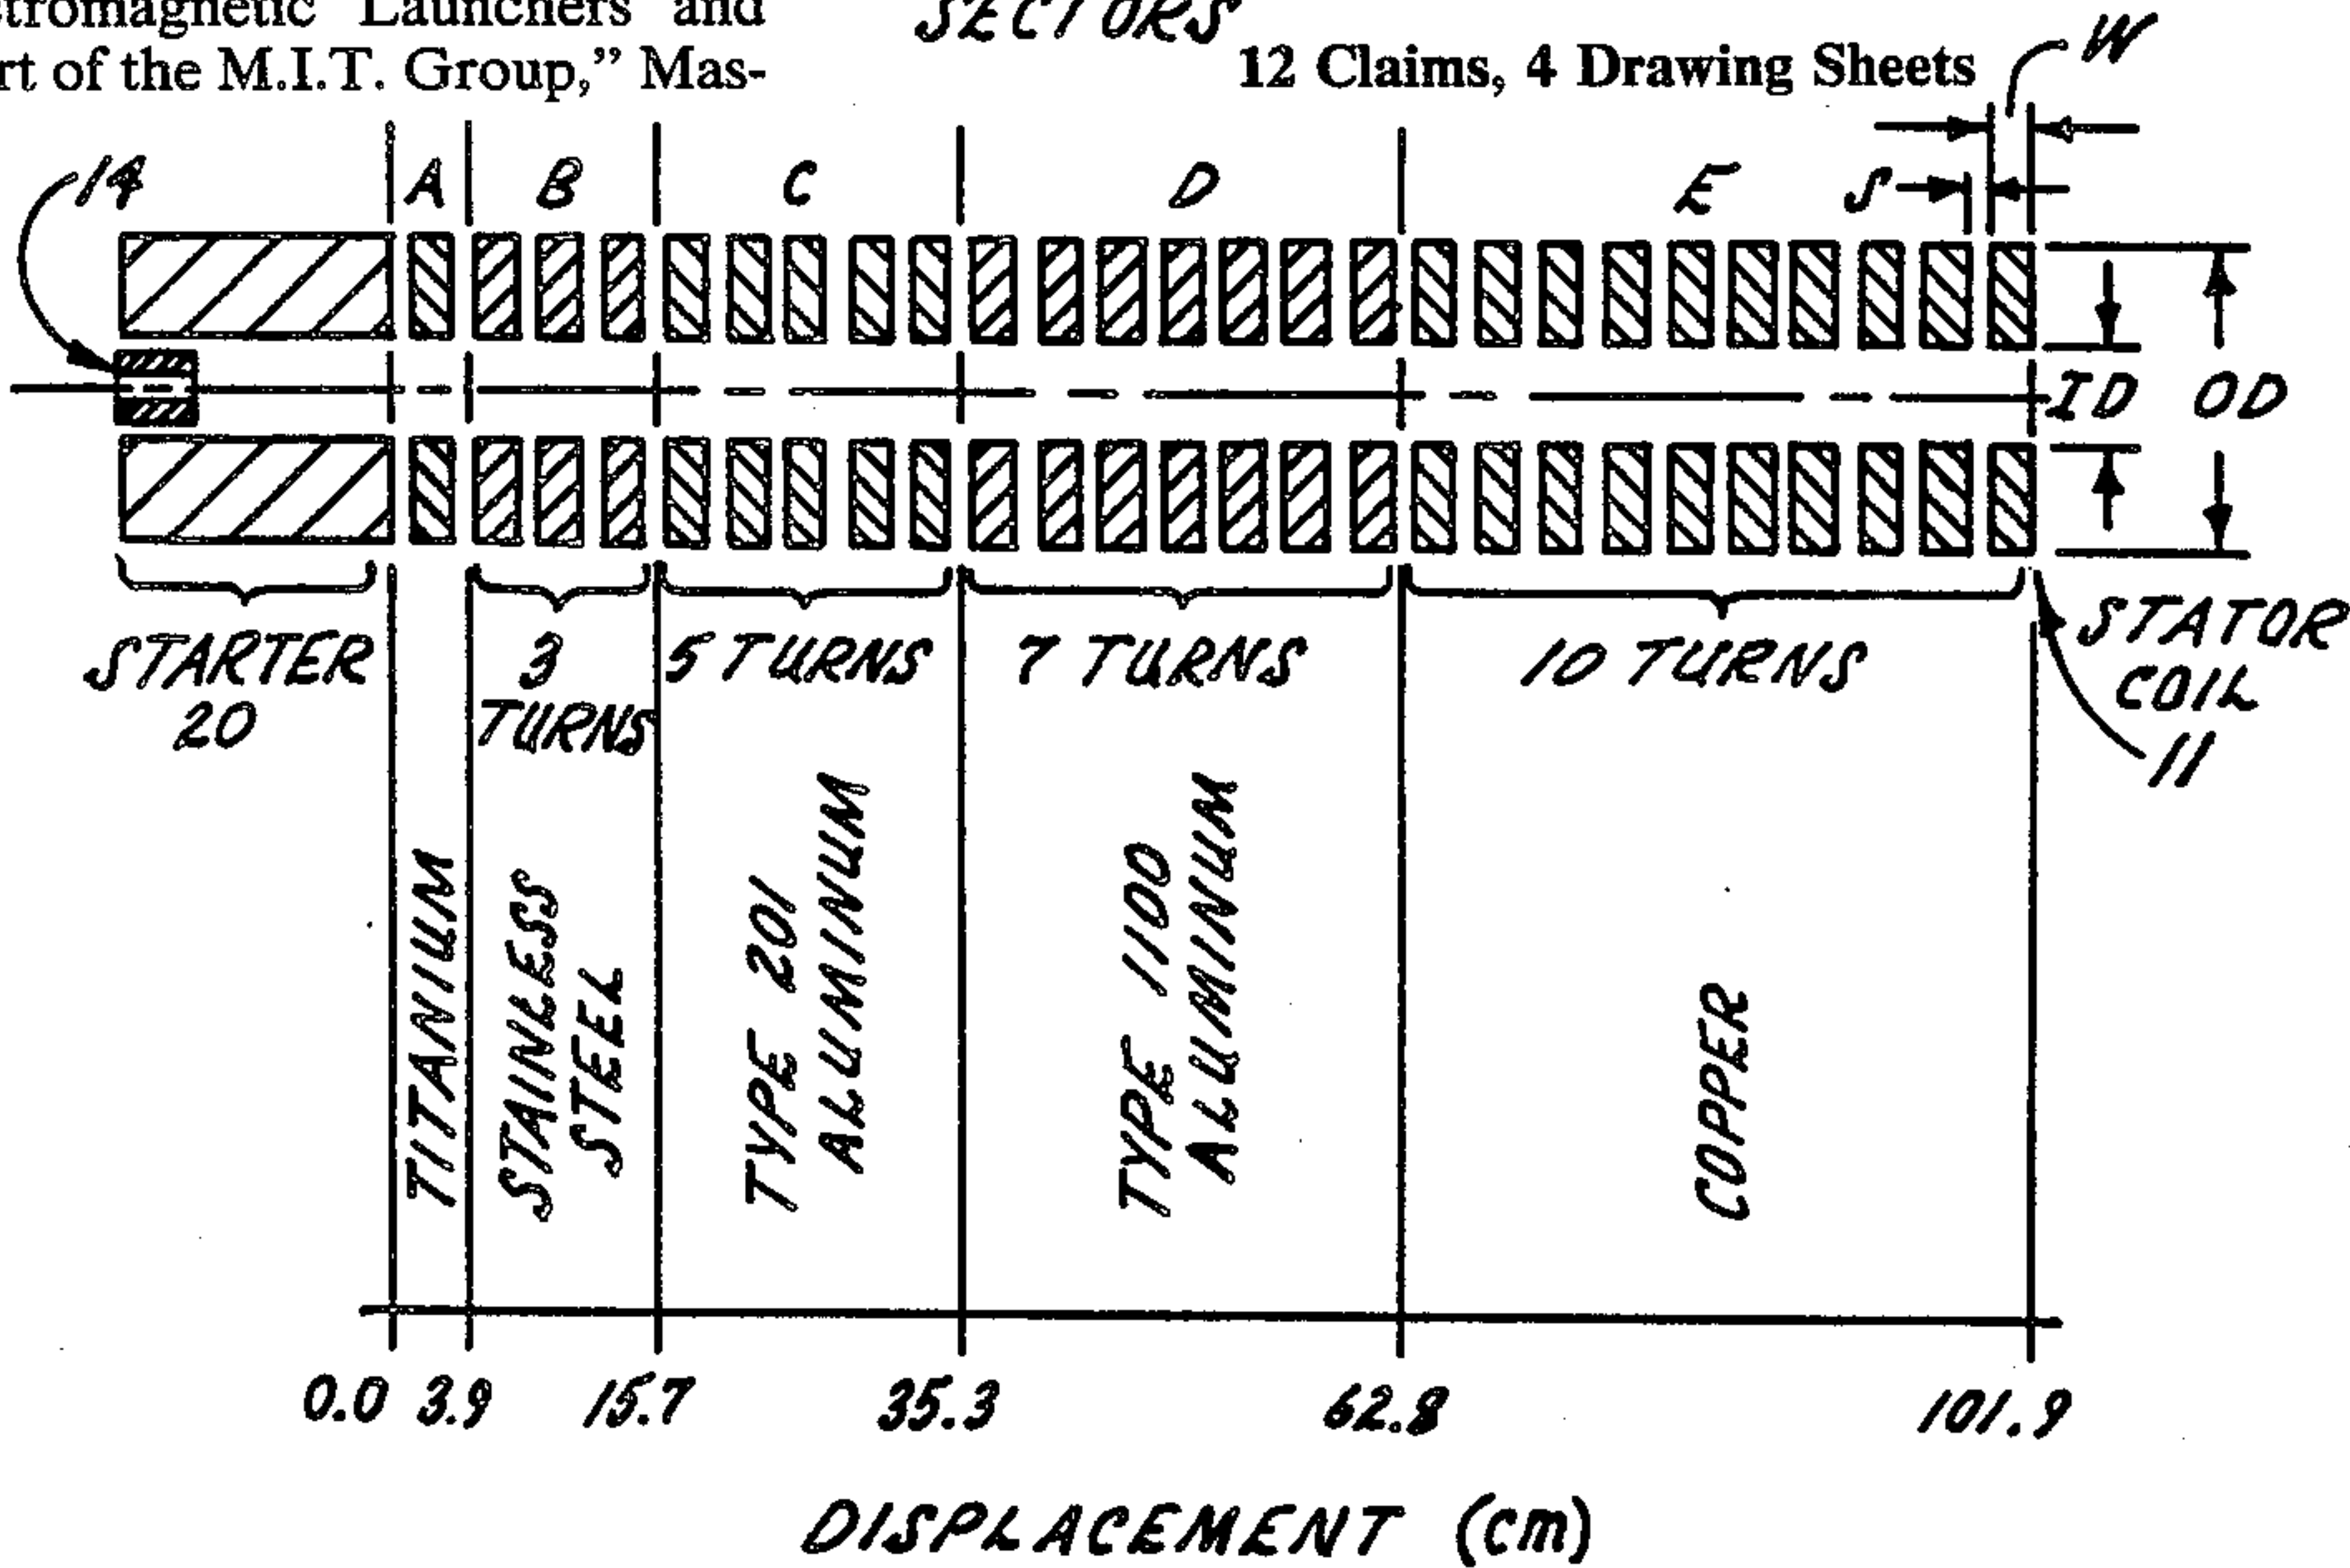 tromagnetic Launchers and
rt of the M.I.T. Group,” Mas-
SECTORS
12 Claims, 4 Drawing Sheets
W
14
A B C D E S
ID OD
STARTER
20
3
TURNS
5 TURNS
7 TURNS
10 TURNS
STATOR
COIL
11
TITANIUM
STAINLESS
STEEL
TYPE 201
ALUMINUM
TYPE 1100
ALUMINUM
COPPER
0.0 3.9 15.7 35.3 62.8 101.9
DISPLACEMENT (cm)